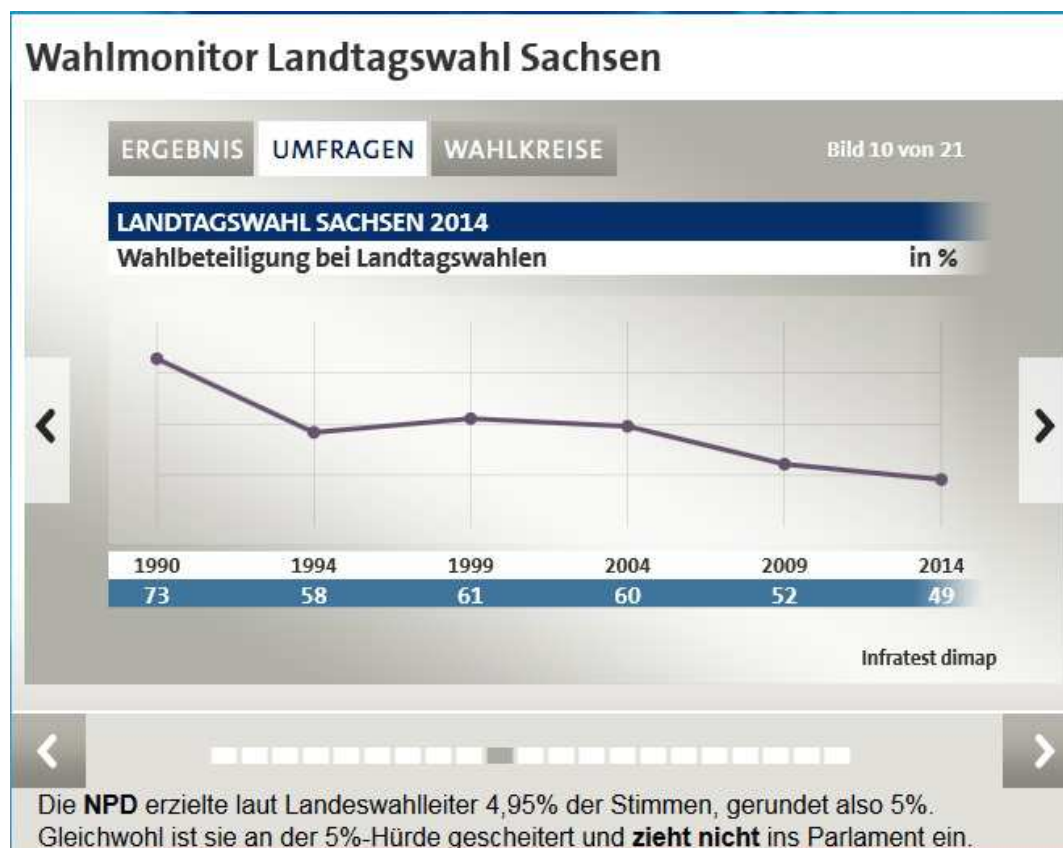 Wahlmonitor Landtagswahl Sachsen
ERGEBNIS UMFRAGEN WAHLKREISE Bild 10 von 21
LANDTAGSWAHL SACHSEN 2014
Wahlbeteiligung bei Landtagswahlen in %
1990 1994 1999 2004 2009 2014
73 58 61 60 52 49
Infratest dimap
Die NPD erzielte laut Landeswahlleiter 4,95% der Stimmen, gerundet also 5%.
Gleichwohl ist sie an der 5%-Hürde gescheitert und zieht nicht ins Parlament ein.